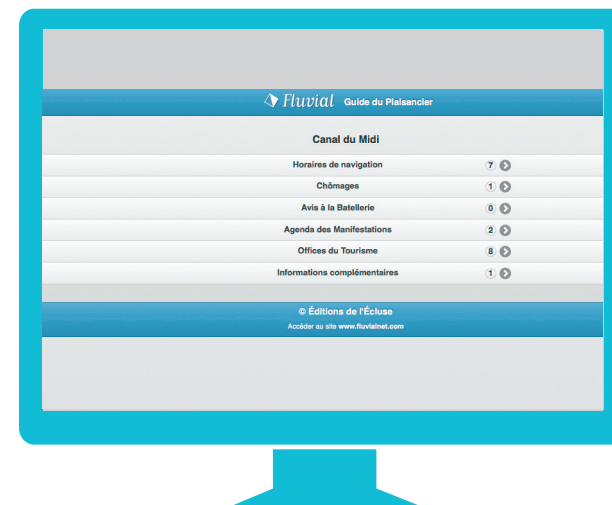 Fluvial Guide du Plaisancier
Canal du Midi
Horaires de navigation 7
Chômages 1
Avis à la Batellerie 0
Agenda des Manifestations 2
Offices du Tourisme 8
Informations complémentaires 1
© Éditions de l'Écluse
Accéder au site www.fluvialnet.com